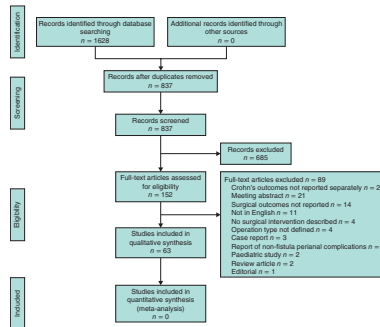 Identification
Records identified through database
searching
n = 1628
Additional records identified through
other sources
n = 0
Records after duplicates removed
n = 837
Screening
Records screened
n = 837
Records excluded
n = 685
Full-text articles assessed
for eligibility
n = 152
Full-text articles excluded n = 89
Crohn's outcomes not reported separately n = 2
Meeting abstract n = 21
Surgical outcomes not reported n = 14
Not in English n = 11
No surgical intervention described n = 4
Operation type not defined n = 4
Case report n = 3
Report of non-fistula perianal complications n =
Paediatric study n = 2
Review article n = 2
Editorial n = 1
Eligibility
Studies included in
qualitative synthesis
n = 63
Included
Studies included in
quantitative synthesis
(meta-analysis)
n = 0